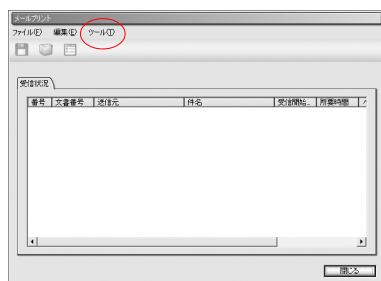 メールプリント
ファイル(F) 編集(E) ツール(T)
受信状況
番号 文書番号 送信元 件名 受信開始.. 所要時間
閉じる